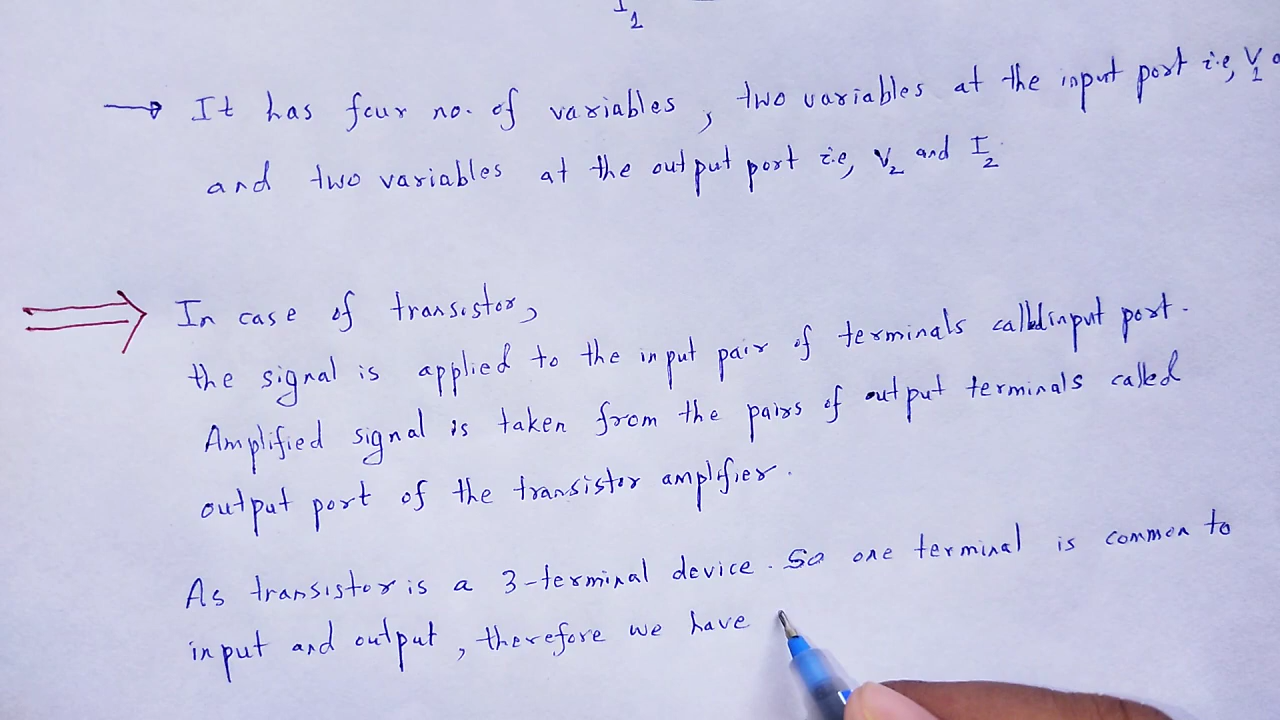 I1
→ It has four no. of variables, two variables at the input port i.e, V1
and two variables at the output port i.e, V2 and I2
⇒ In case of transistor,
the signal is applied to the input pair of terminals called input port.
Amplified signal is taken from the pairs of output terminals called
output port of the transistor amplifier.
As transistor is a 3-terminal device. So one terminal is common to
input and output, therefore we have